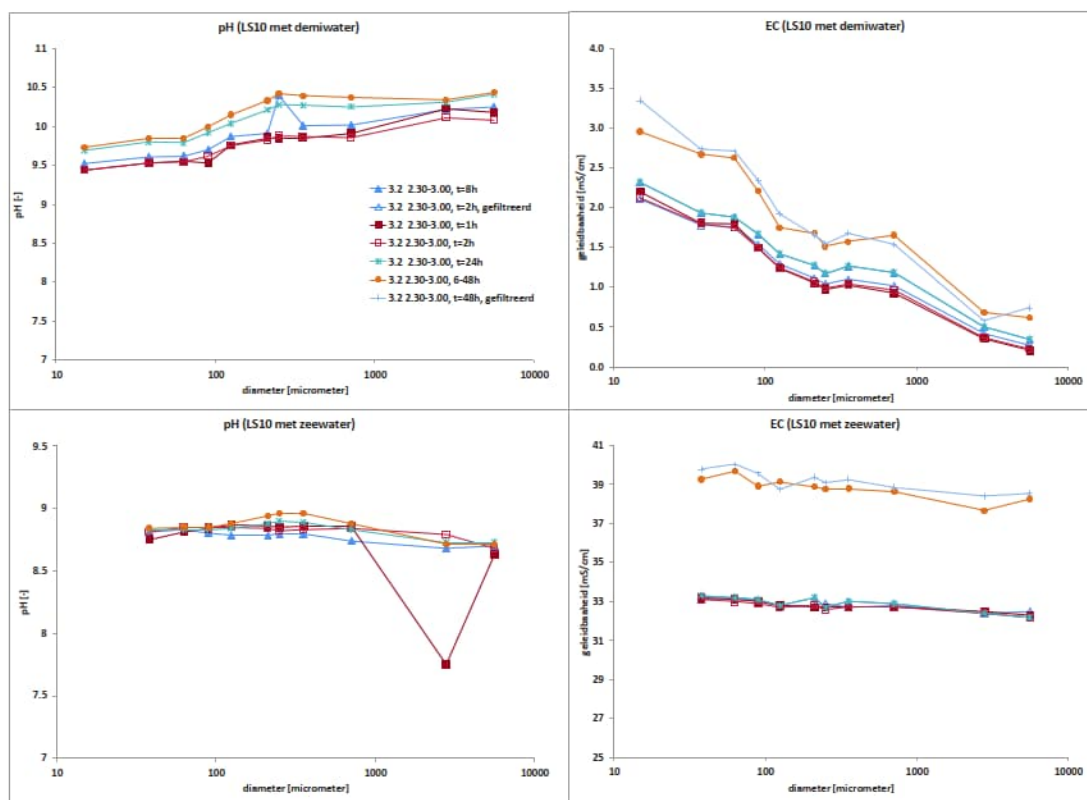 pH (LS10 met demiwater)
11
10.5
10
9.5
9
8.5
8
7.5
7
pH [-]
10
100
1000
10000
diameter [micrometer]
3.2 2.30-3.00, t=8h
3.2 2.30-3.00, t=2h, gefiltreerd
3.2 2.30-3.00, t=1h
3.2 2.30-3.00, t=2h
3.2 2.30-3.00, t=24h
3.2 2.30-3.00, 6-48h
3.2 2.30-3.00, t=48h, gefiltreerd
EC (LS10 met demiwater)
4.0
3.5
3.0
2.5
2.0
1.5
1.0
0.5
0.0
geleidbaaheid [mS/cm]
10
100
1000
10000
diameter [micrometer]
pH (LS10 met zeewater)
9.5
9
8.5
8
7.5
7
pH [-]
10
100
1000
10000
diameter [micrometer]
EC (LS10 met zeewater)
41
39
37
35
33
31
29
27
25
geleidbaaheid [mS/cm]
10
100
1000
10000
diameter [micrometer]